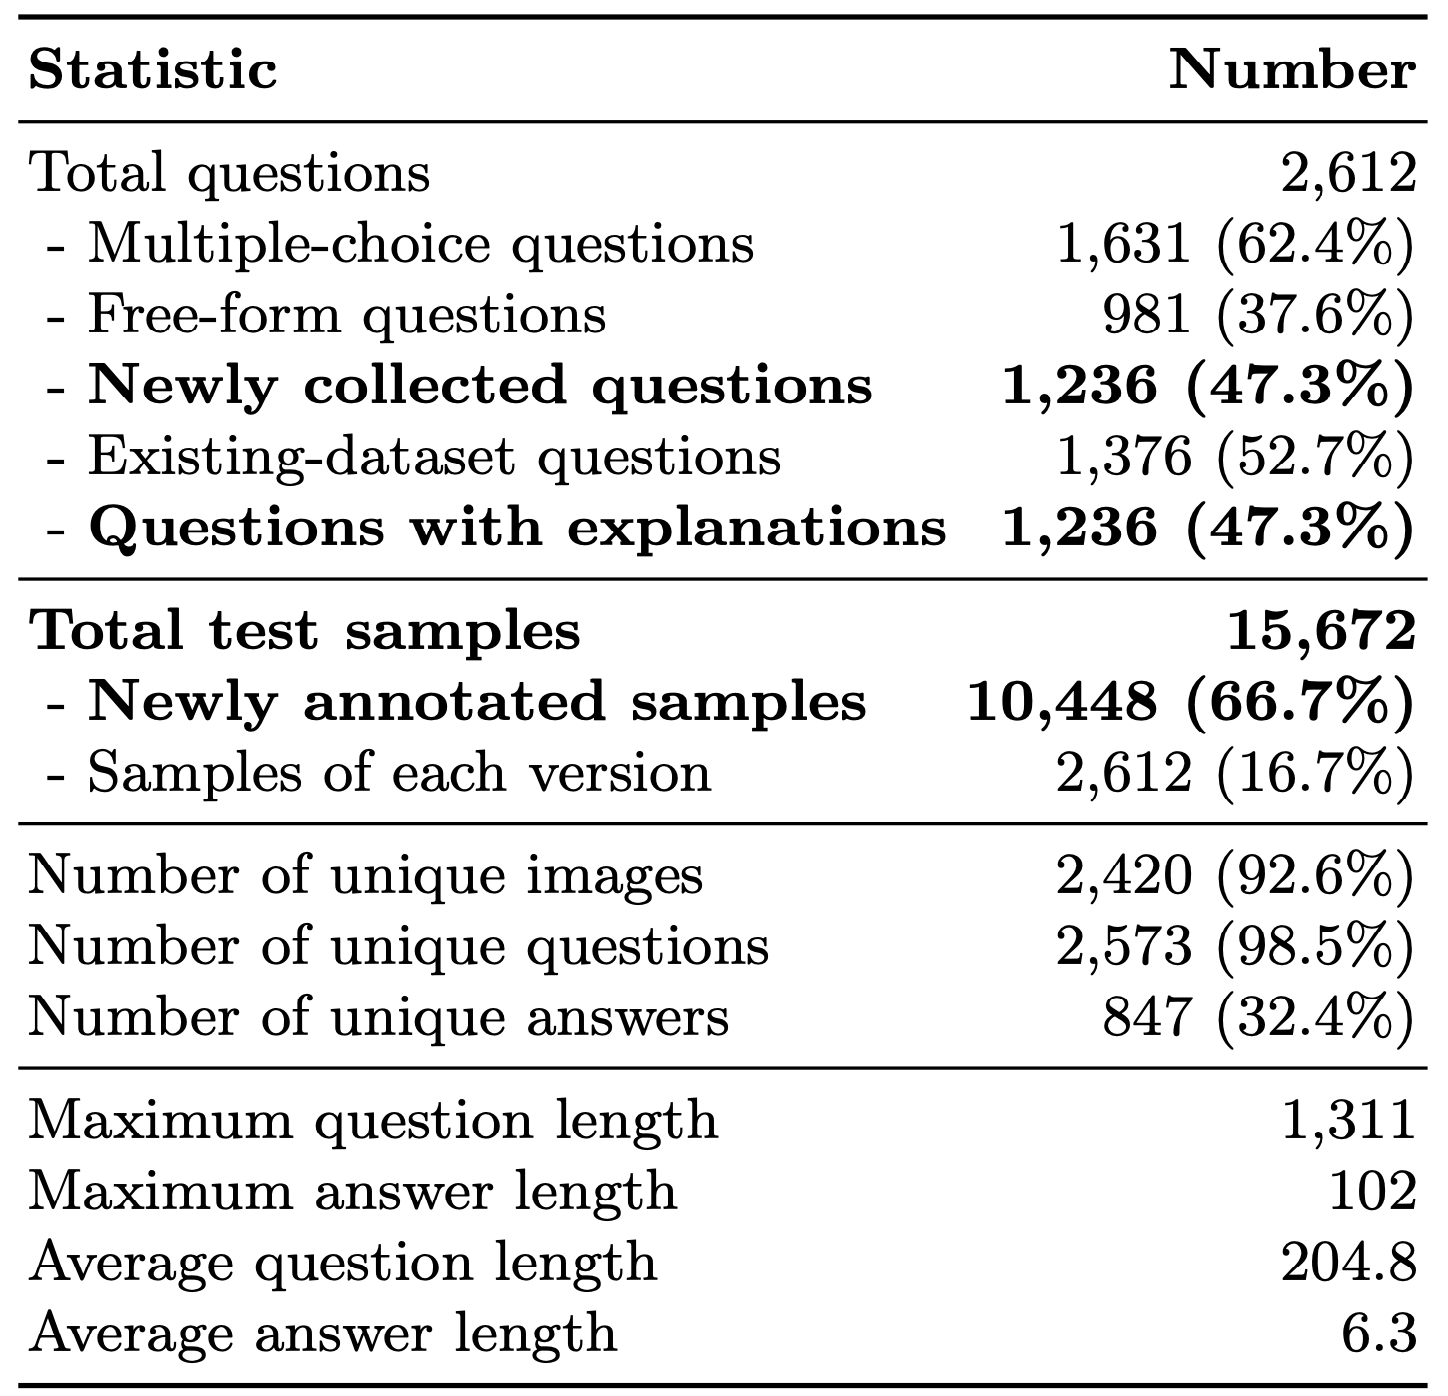 Statistic Number
Total questions 2,612
- Multiple-choice questions 1,631 (62.4%)
- Free-form questions 981 (37.6%)
- Newly collected questions 1,236 (47.3%)
- Existing-dataset questions 1,376 (52.7%)
- Questions with explanations 1,236 (47.3%)
Total test samples 15,672
- Newly annotated samples 10,448 (66.7%)
- Samples of each version 2,612 (16.7%)
Number of unique images 2,420 (92.6%)
Number of unique questions 2,573 (98.5%)
Number of unique answers 847 (32.4%)
Maximum question length 1,311
Maximum answer length 102
Average question length 204.8
Average answer length 6.3